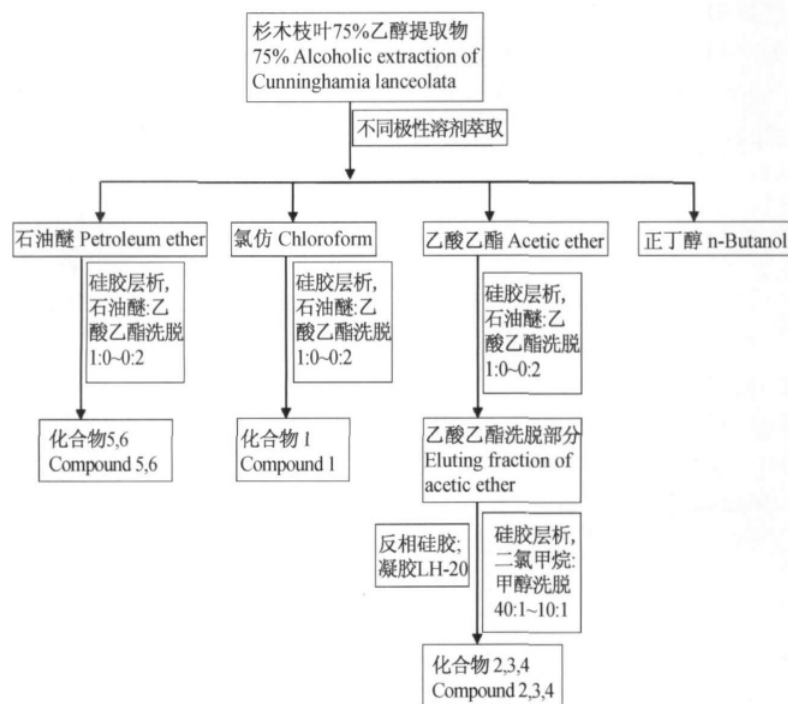 杉木枝叶75%乙醇提取物
75% Alcoholic extraction of
Cunninghamia lanceolata
不同极性溶剂萃取
石油醚 Petroleum ether
氯仿 Chloroform
乙酸乙酯 Acetic ether
正丁醇 n-Butanol
硅胶层析,
石油醚:乙
酸乙酯洗脱
1:0~0:2
硅胶层析,
石油醚:乙
酸乙酯洗脱
1:0~0:2
硅胶层析,
石油醚:乙
酸乙酯洗脱
1:0~0:2
化合物5,6
Compound 5,6
化合物 1
Compound 1
乙酸乙酯洗脱部分
Eluting fraction of
acetic ether
反相硅胶;
凝胶LH-20
硅胶层析,
二氯甲烷:
甲醇洗脱
40:1~10:1
化合物 2,3,4
Compound 2,3,4